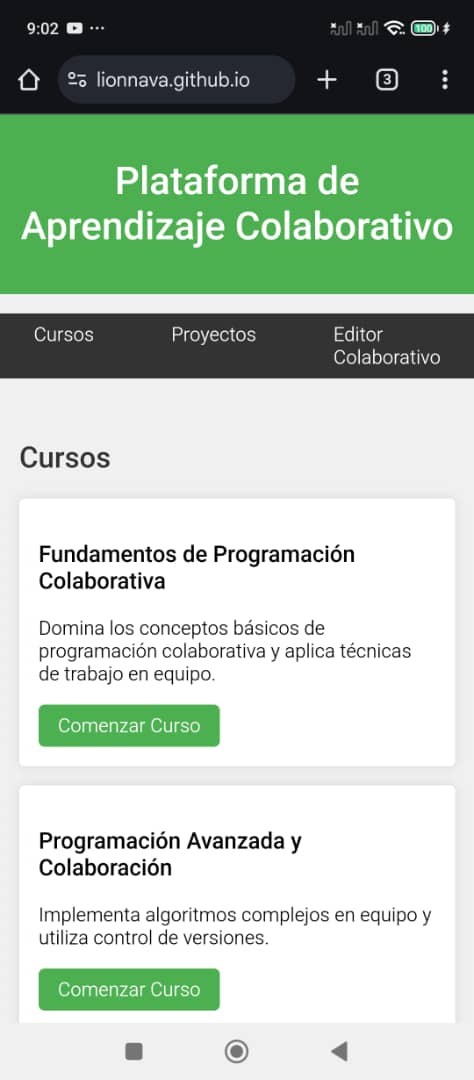 9:02
100
lionnava.github.io
3
Plataforma de
Aprendizaje Colaborativo
Cursos
Proyectos
Editor
Colaborativo
Cursos
Fundamentos de Programación
Colaborativa
Domina los conceptos básicos de
programación colaborativa y aplica técnicas
de trabajo en equipo.
Comenzar Curso
Programación Avanzada y
Colaboración
Implementa algoritmos complejos en equipo y
utiliza control de versiones.
Comenzar Curso